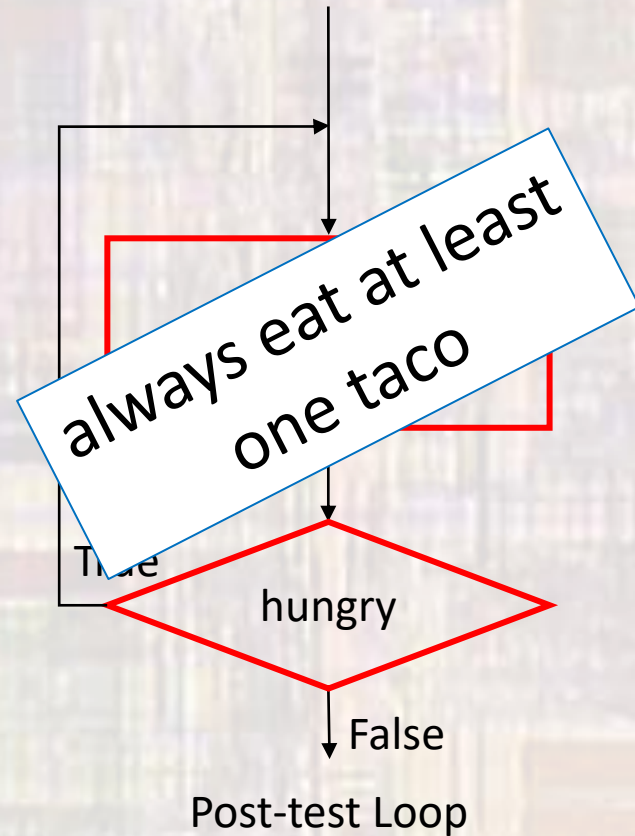 always eat at least
one taco
True
hungry
False
Post-test Loop